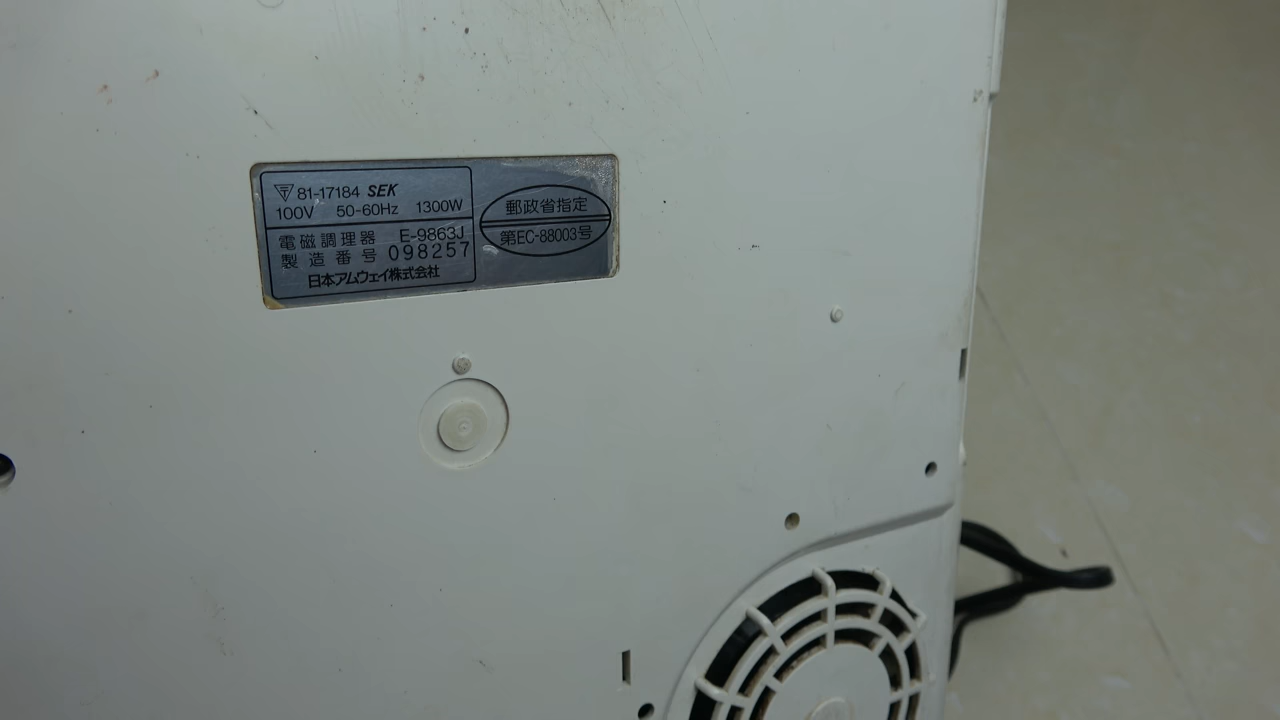 〒 81-17184 SEK
100V 50-60Hz 1300W
電磁調理器 E-9863J
製造番号 098257
日本アムウェイ株式会社
郵政省指定
第EC-88003号